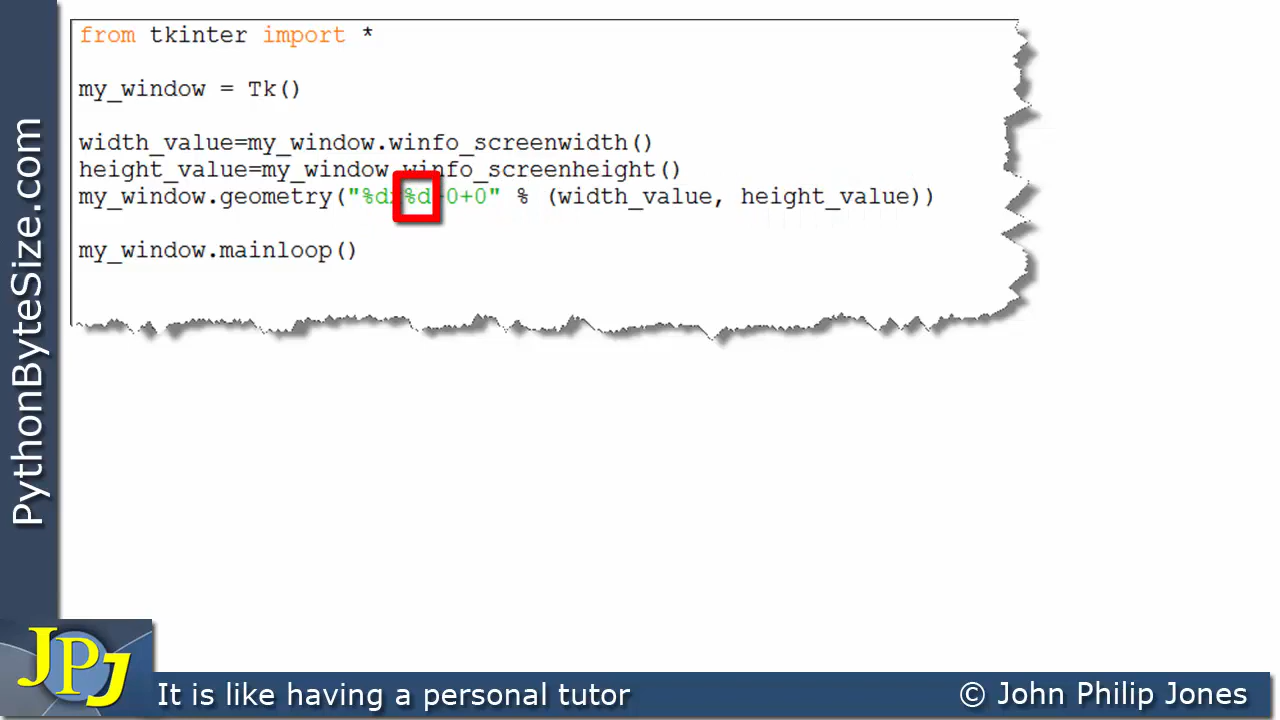 from tkinter import *
my_window = Tk()
width_value=my_window.winfo_screenwidth()
height_value=my_window.winfo_screenheight()
my_window.geometry("%dx%d+0+0" % (width_value, height_value))
my_window.mainloop()
PythonByteSize.com
JPJ
It is like having a personal tutor
© John Philip Jones